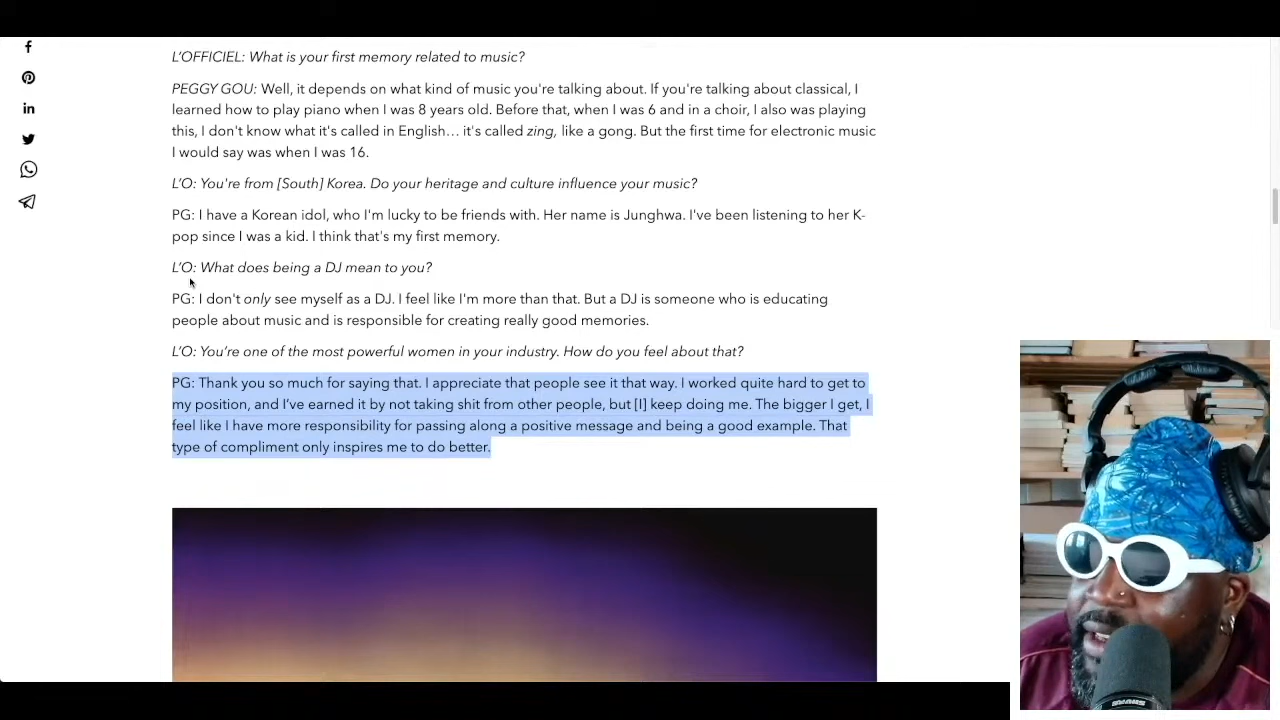 L'OFFICIEL: What is your first memory related to music?
PEGGY GOU: Well, it depends on what kind of music you're talking about. If you're talking about classical, I
learned how to play piano when I was 8 years old. Before that, when I was 6 and in a choir, I also was playing
this, I don't know what it's called in English… it's called zing, like a gong. But the first time for electronic music
I would say was when I was 16.
L'O: You're from [South] Korea. Do your heritage and culture influence your music?
PG: I have a Korean idol, who I'm lucky to be friends with. Her name is Junghwa. I've been listening to her K-
pop since I was a kid. I think that's my first memory.
L'O: What does being a DJ mean to you?
PG: I don't only see myself as a DJ. I feel like I'm more than that. But a DJ is someone who is educating
people about music and is responsible for creating really good memories.
L'O: You’re one of the most powerful women in your industry. How do you feel about that?
PG: Thank you so much for saying that. I appreciate that people see it that way. I worked quite hard to get to
my position, and I’ve earned it by not taking shit from other people, but [I] keep doing me. The bigger I get, I
feel like I have more responsibility for passing along a positive message and being a good example. That
type of compliment only inspires me to do better.
SHURE